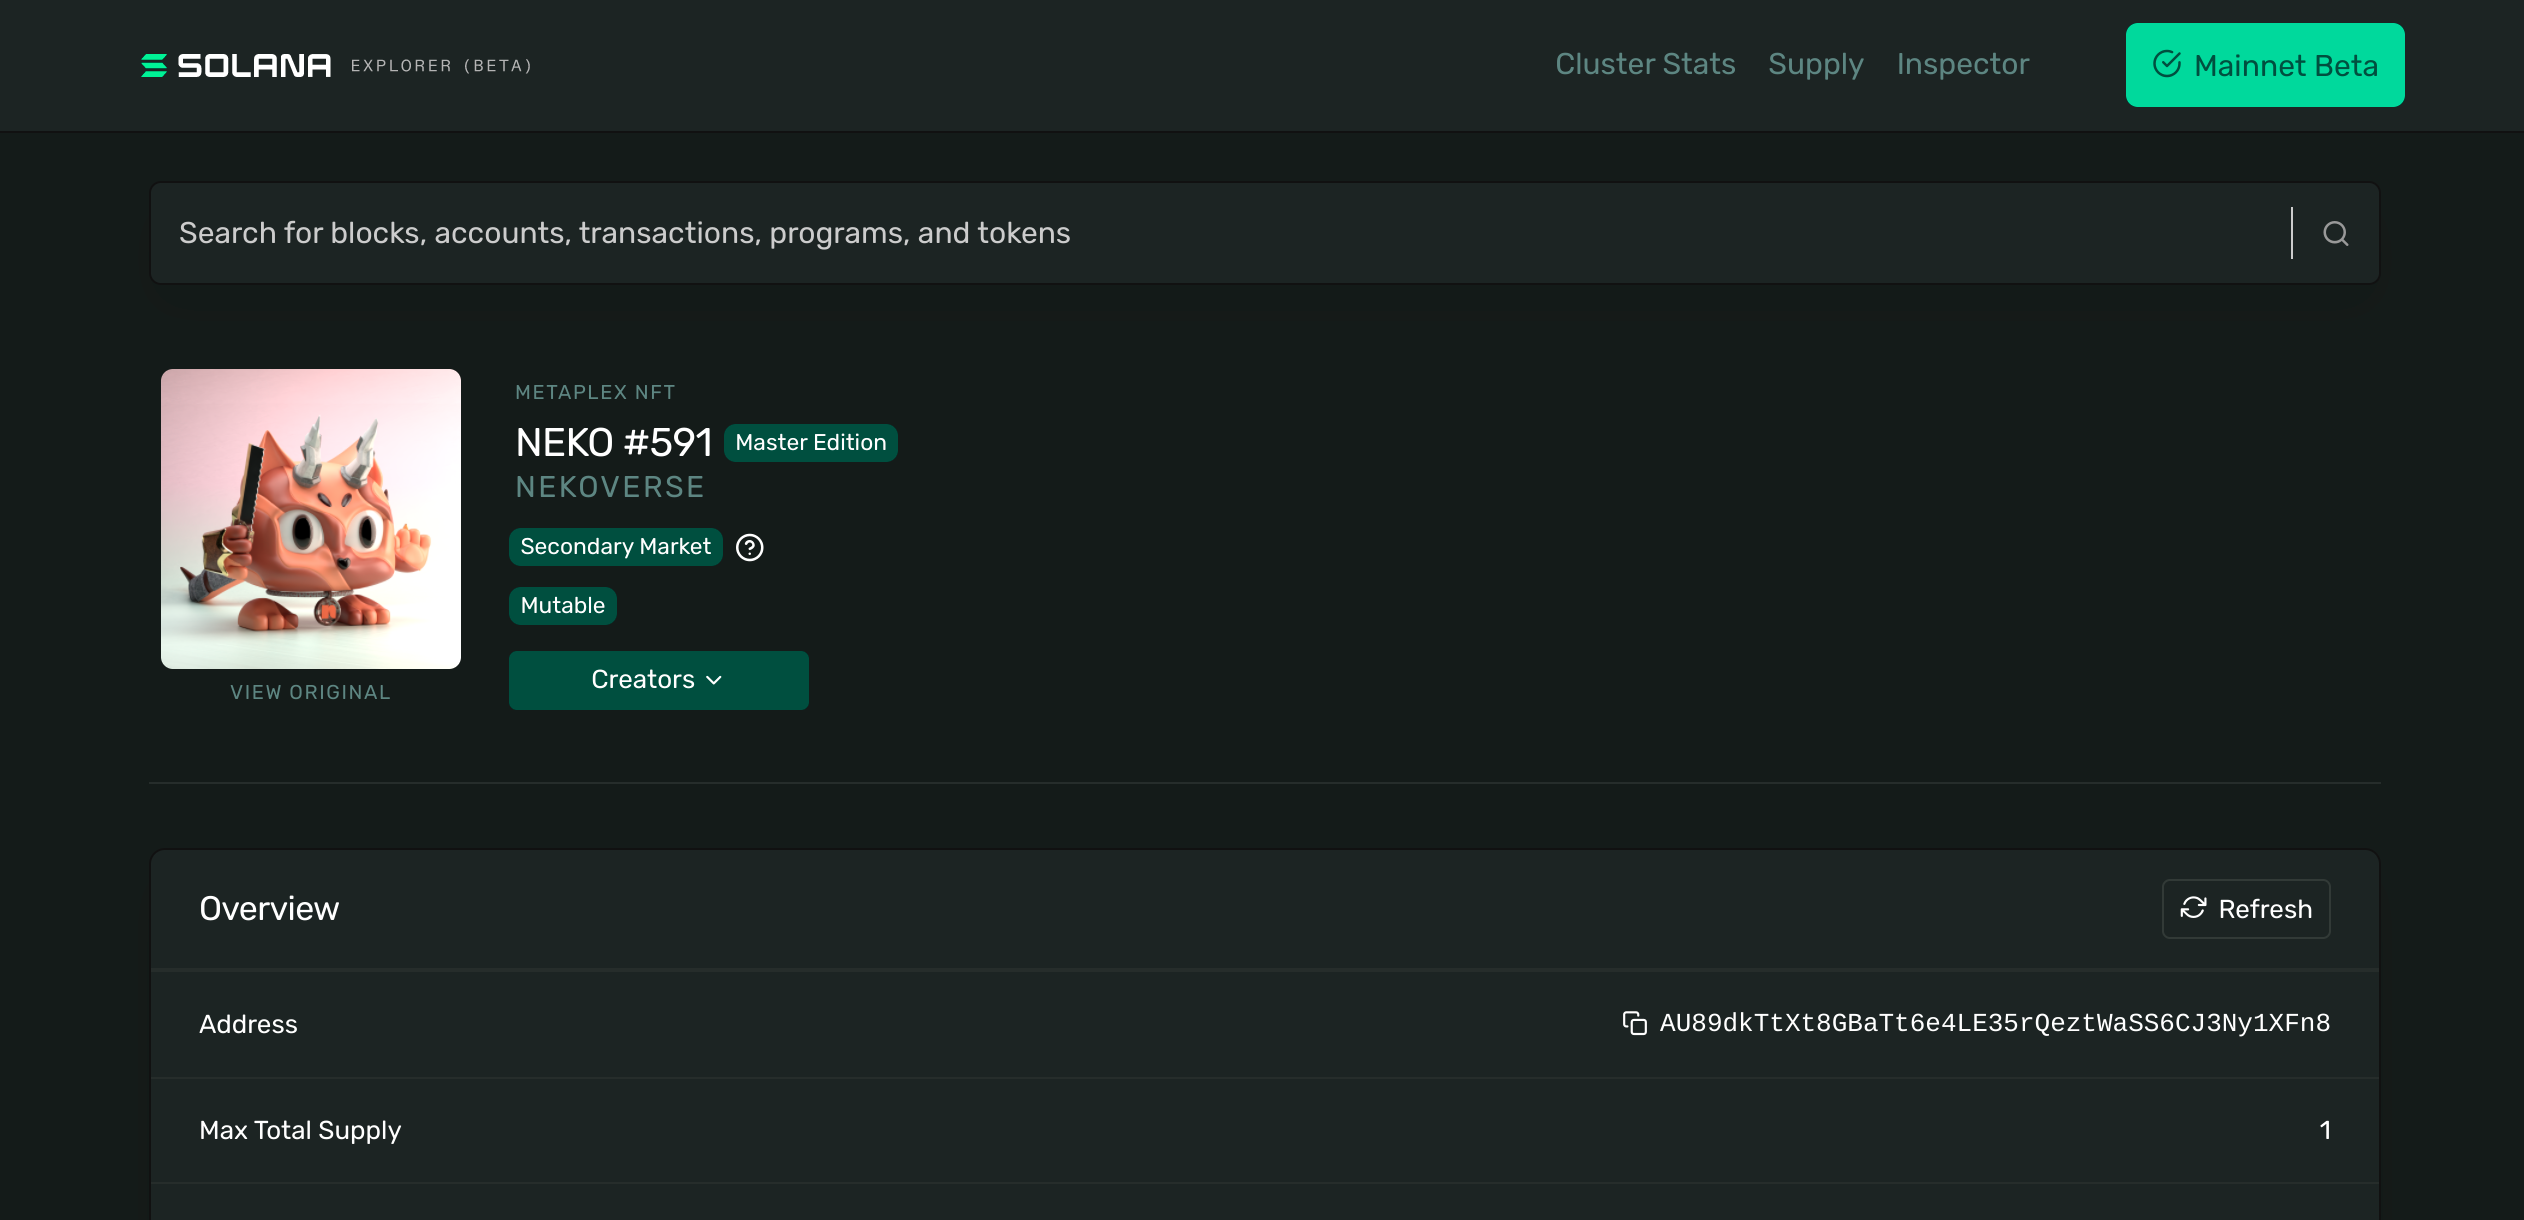 SOLANA EXPLORER (BETA)
Cluster Stats Supply Inspector Mainnet Beta
Search for blocks, accounts, transactions, programs, and tokens
METAPLEX NFT
NEKO #591 Master Edition
NEKOVERSE
Secondary Market
Mutable
Creators
VIEW ORIGINAL
Overview Refresh
Address AU89dkTtXt8GBaTt6e4LE35rQeztWaSS6CJ3Ny1XFn8
Max Total Supply 1